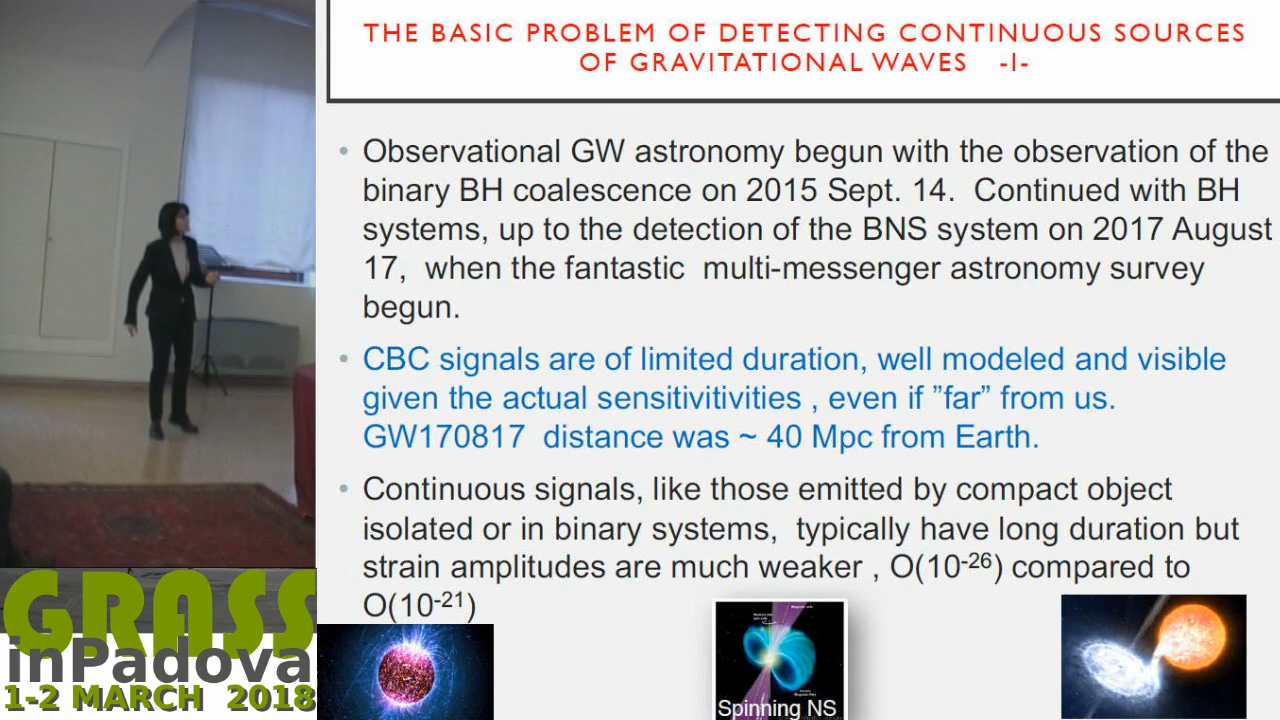 THE BASIC PROBLEM OF DETECTING CONTINUOUS SOURCES
OF GRAVITATIONAL WAVES -I-
• Observational GW astronomy begun with the observation of the
binary BH coalescence on 2015 Sept. 14. Continued with BH
systems, up to the detection of the BNS system on 2017 August
17, when the fantastic multi-messenger astronomy survey
begun.
• CBC signals are of limited duration, well modeled and visible
given the actual sensitivitivities , even if ”far” from us.
GW170817 distance was ~ 40 Mpc from Earth.
• Continuous signals, like those emitted by compact object
isolated or in binary systems, typically have long duration but
strain amplitudes are much weaker , O(10-26) compared to
O(10-21)
Spinning NS
GRASS
inPadova
1-2 MARCH 2018